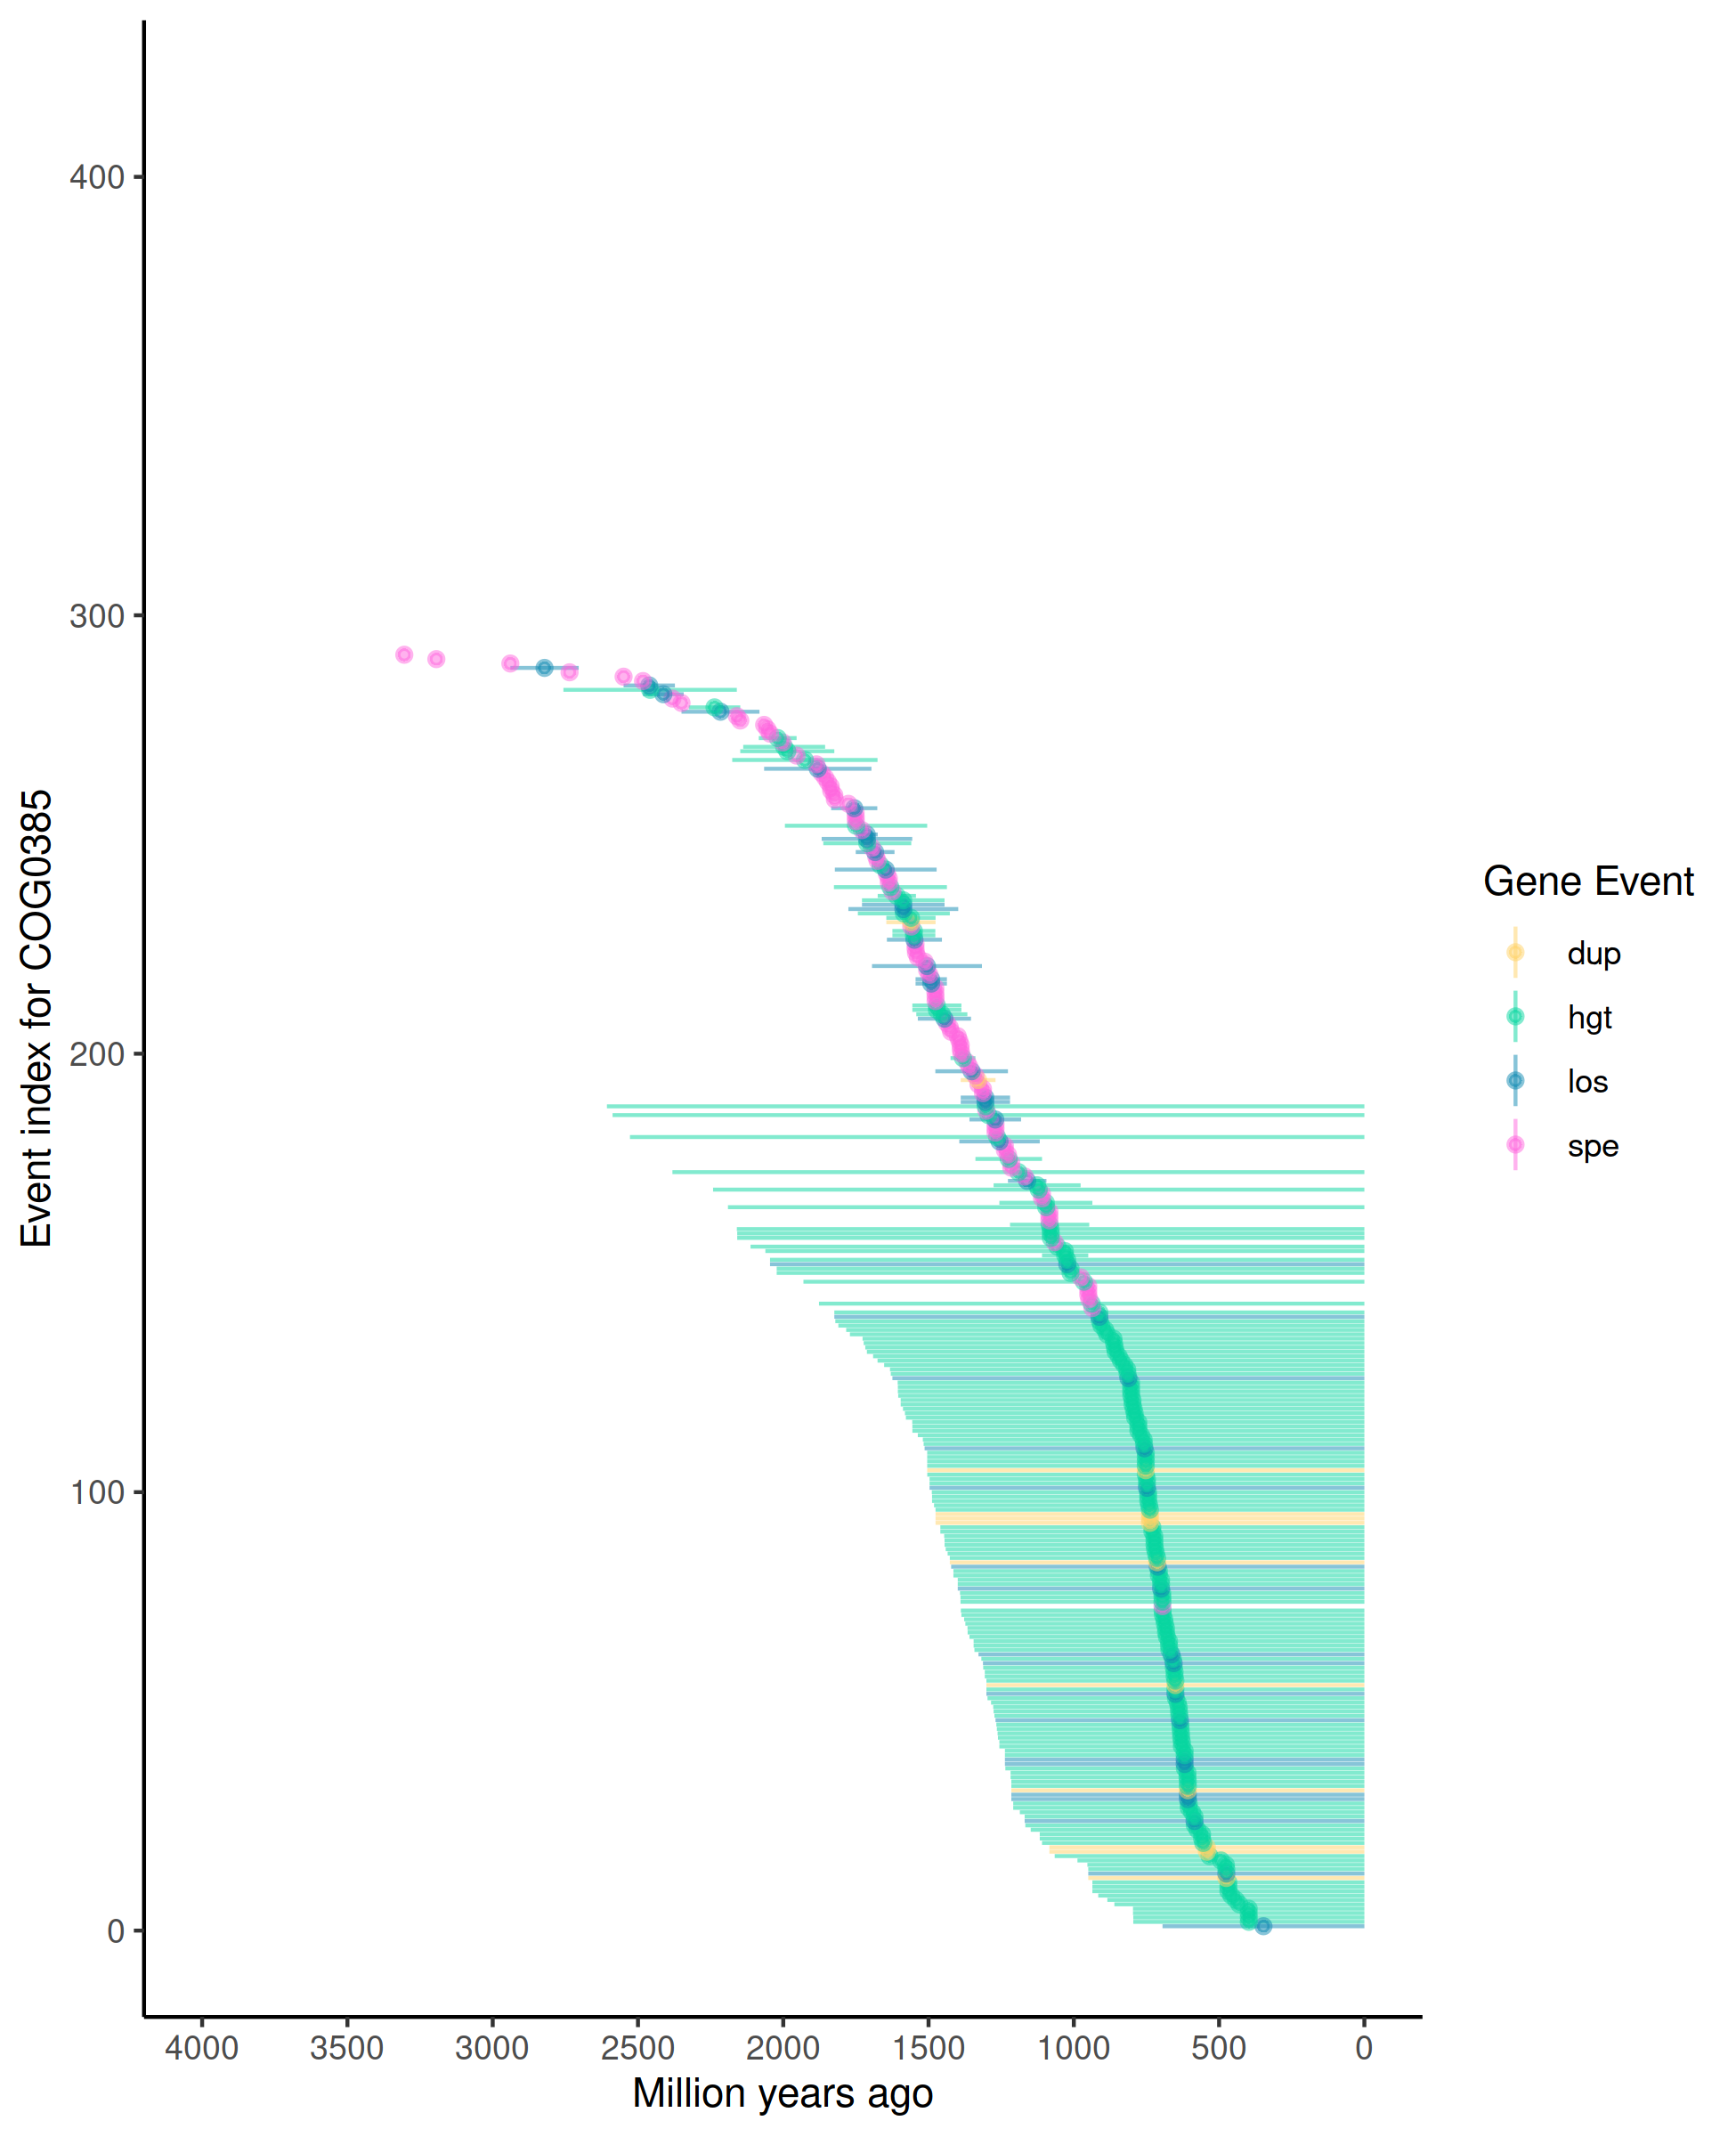 400
300
200
100
0
Event index for COG0385
4000 3500 3000 2500 2000 1500 1000 500 0
Million years ago
Gene Event
dup
hgt
los
spe